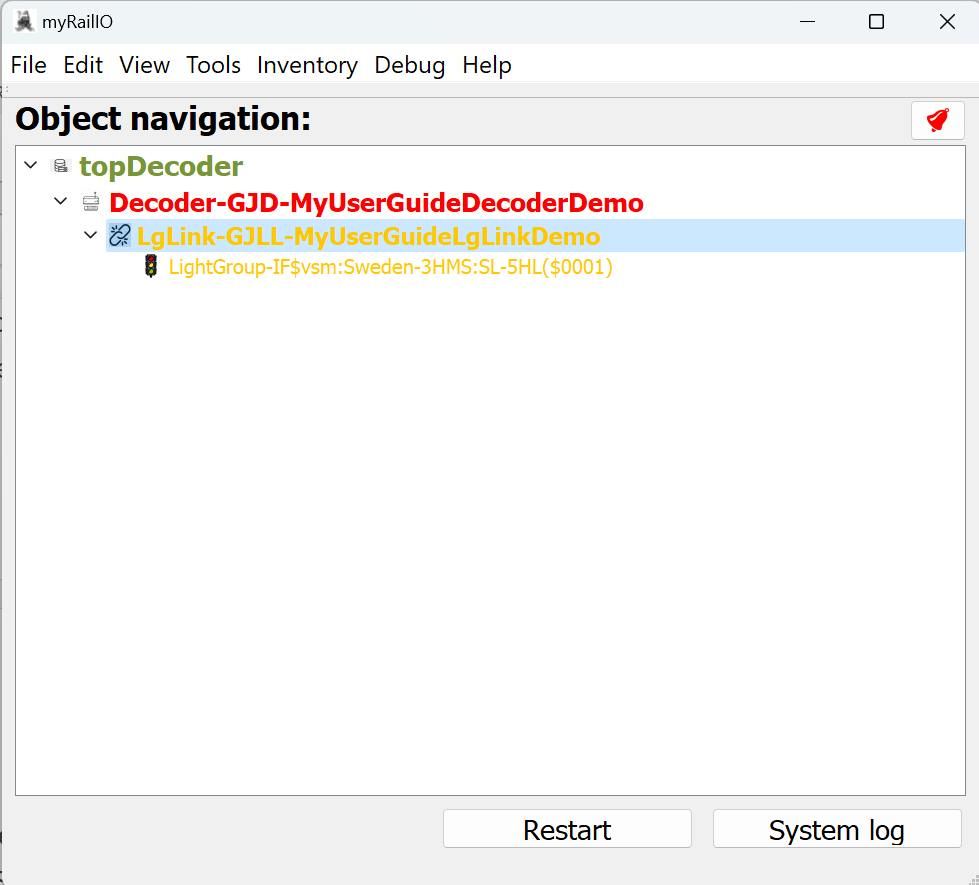 myRailIO
File Edit View Tools Inventory Debug Help
Object navigation:
topDecoder
Decoder-GJD-MyUserGuideDecoderDemo
LgLink-GJLL-MyUserGuideLgLinkDemo
LightGroup-IF$vsm:Sweden-3HMS:SL-5HL($0001)
Restart System log